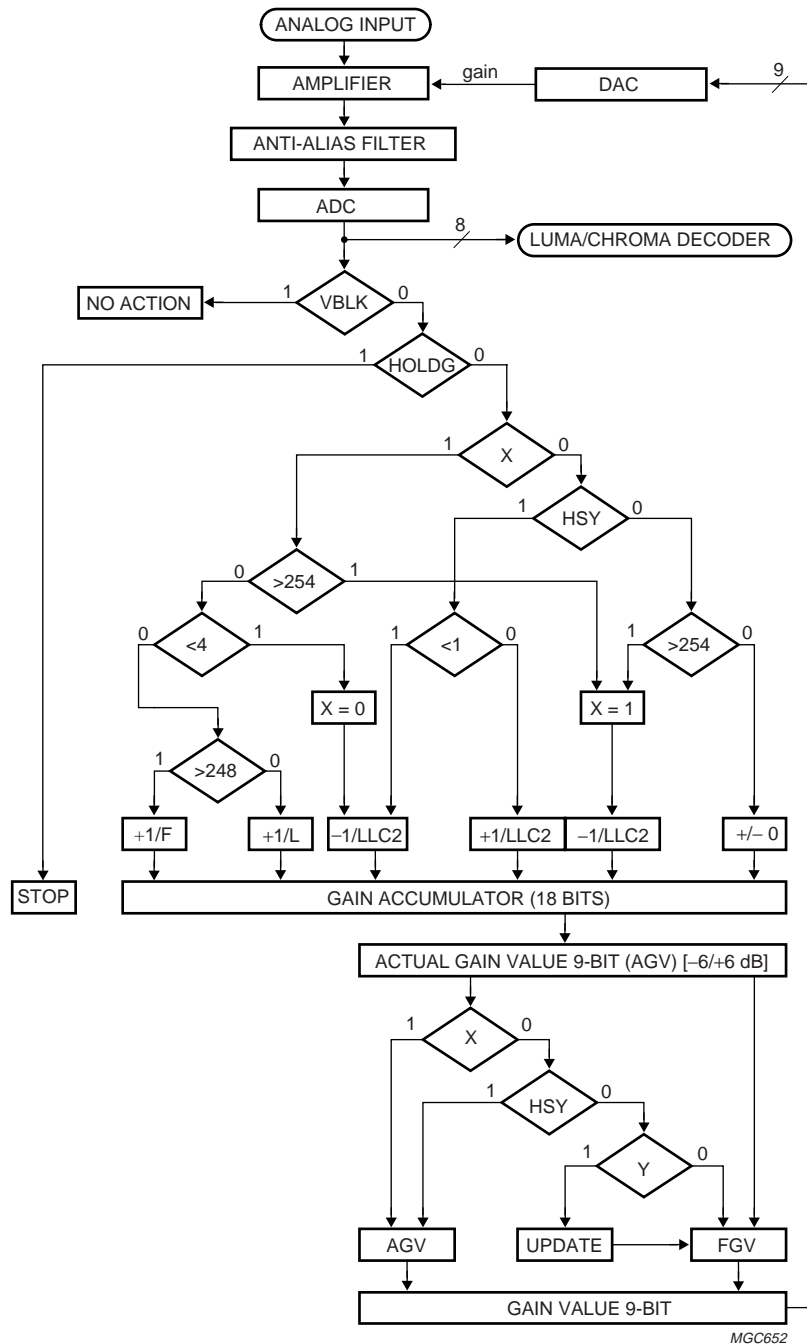 ANALOG INPUT
AMPLIFIER
gain
DAC
9
ANTI-ALIAS FILTER
ADC
8
LUMA/CHROMA DECODER
NO ACTION
1
VBLK
0
1
HOLDG
0
1
X
0
1
HSY
0
0
>254
1
0
<4
1
1
<1
0
1
>254
0
X = 0
X = 1
1
>248
0
+1/F
+1/L
−1/LLC2
+1/LLC2
−1/LLC2
+/− 0
STOP
GAIN ACCUMULATOR (18 BITS)
ACTUAL GAIN VALUE 9-BIT (AGV) [−6/+6 dB]
1
X
0
1
HSY
0
1
Y
0
AGV
UPDATE
FGV
GAIN VALUE 9-BIT
MGC652